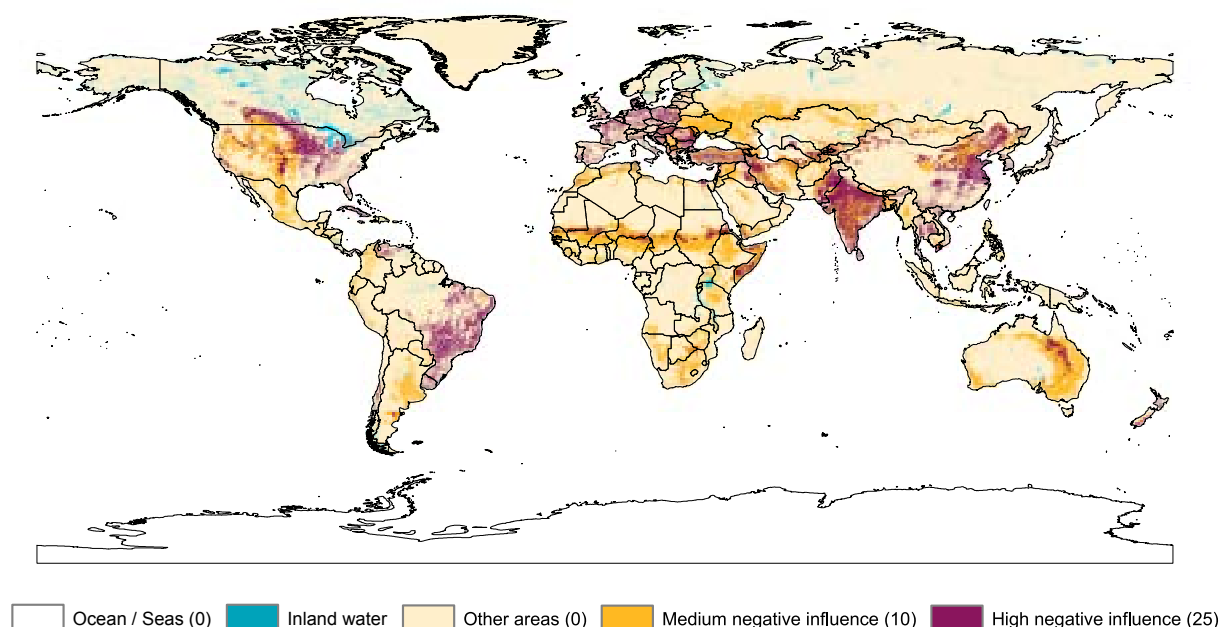 Ocean / Seas (0) Inland water Other areas (0) Medium negative influence (10) High negative influence (25)